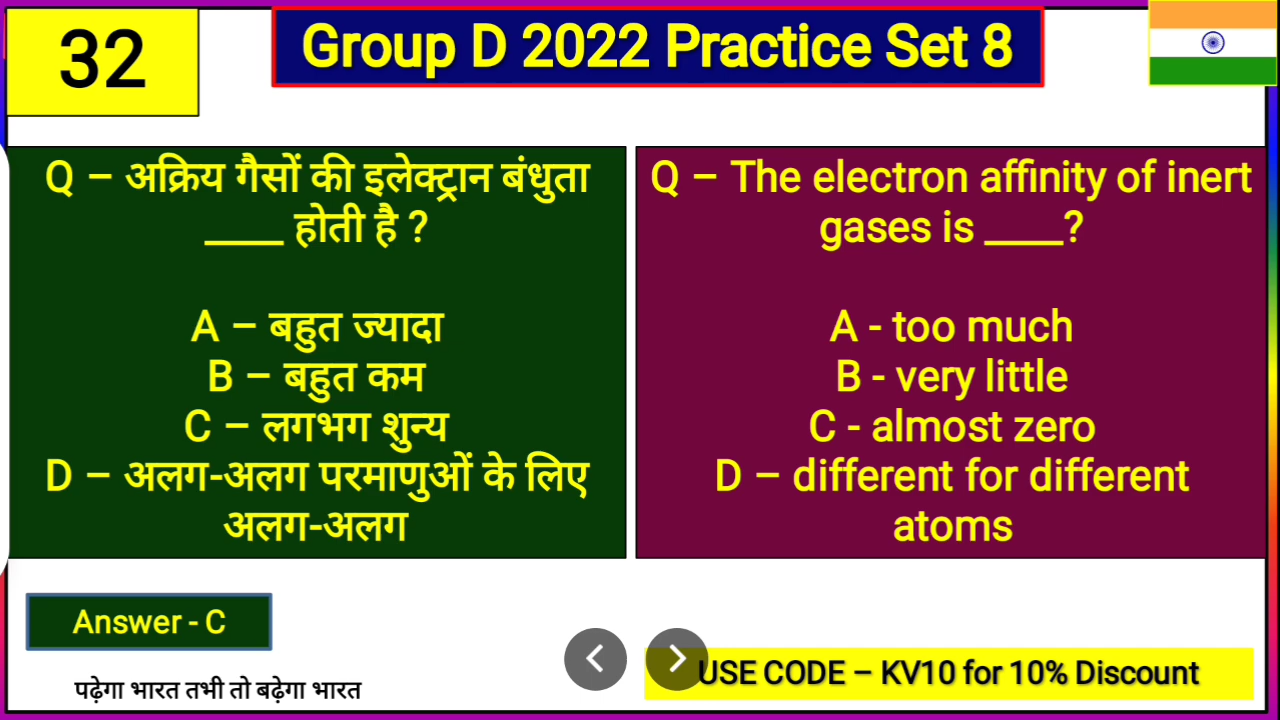 32
Group D 2022 Practice Set 8
Q – अक्रिय गैसों की इलेक्ट्रान बंधुता
____ होती है ?
A – बहुत ज्यादा
B – बहुत कम
C – लगभग शुन्य
D – अलग-अलग परमाणुओं के लिए
अलग-अलग
Q – The electron affinity of inert
gases is ____?
A - too much
B - very little
C - almost zero
D – different for different
atoms
Answer - C
पढ़ेगा भारत तभी तो बढ़ेगा भारत
USE CODE – KV10 for 10% Discount